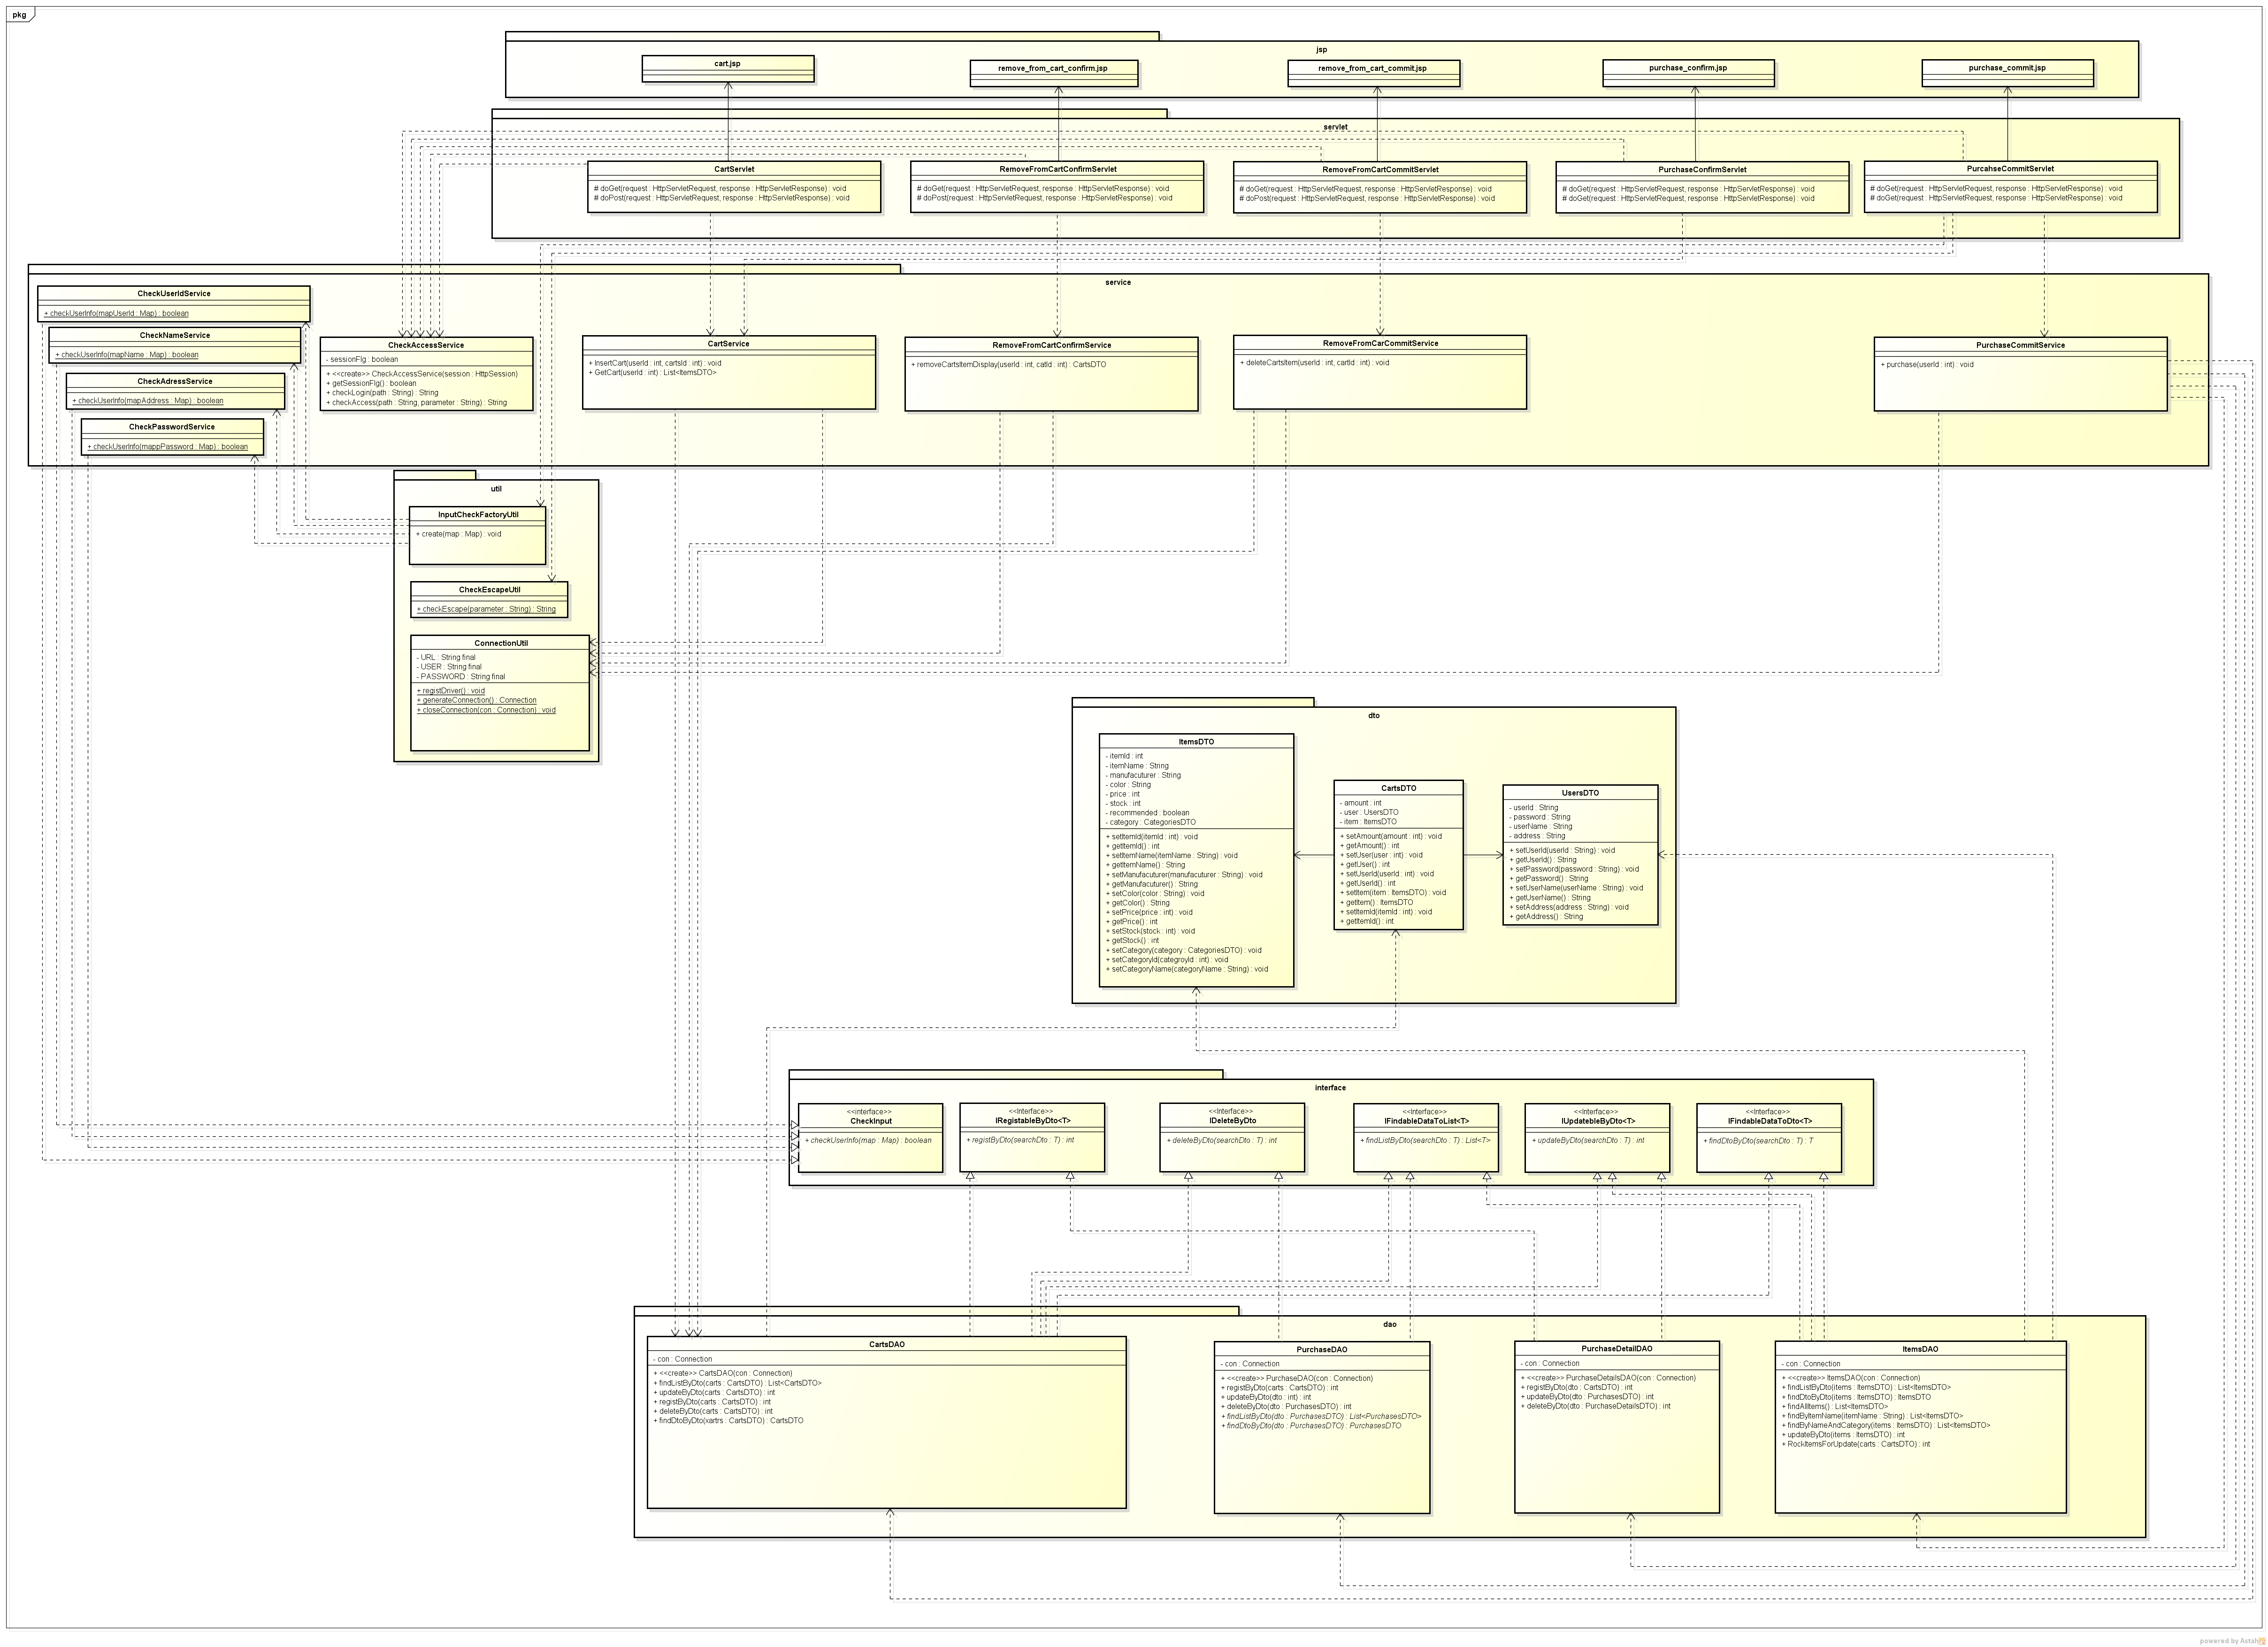 pkg
jsp
cart.jsp
remove_from_cart_confirm.jsp
remove_from_cart_commit.jsp
purchase_confirm.jsp
purchase_commit.jsp
servlet
CartServlet
# doGet(request : HttpServletRequest, response : HttpServletResponse) : void
# doPost(request : HttpServletRequest, response : HttpServletResponse) : void
RemoveFromCartConfirmServlet
# doGet(request : HttpServletRequest, response : HttpServletResponse) : void
# doPost(request : HttpServletRequest, response : HttpServletResponse) : void
RemoveFromCartCommitServlet
# doGet(request : HttpServletRequest, response : HttpServletResponse) : void
# doPost(request : HttpServletRequest, response : HttpServletResponse) : void
PurchaseConfirmServlet
# doGet(request : HttpServletRequest, response : HttpServletResponse) : void
# doGet(request : HttpServletRequest, response : HttpServletResponse) : void
PurcahseCommitServlet
# doGet(request : HttpServletRequest, response : HttpServletResponse) : void
# doGet(request : HttpServletRequest, response : HttpServletResponse) : void
service
CheckUserIdService
+ checkUserInfo(mapUserId : Map) : boolean
CheckNameService
+ checkUserInfo(mapName : Map) : boolean
CheckAdressService
+ checkUserInfo(mapAddress : Map) : boolean
CheckPasswordService
+ checkUserInfo(mappPassword : Map) : boolean
CheckAccessService
- sessionFlg : boolean
+ <<create>> CheckAccessService(session : HttpSession)
+ getSessionFlg() : boolean
+ checkLogin(path : String) : String
+ checkAccess(path : String, parameter : String) : String
CartService
+ InsertCart(userId : int, cartsId : int) : void
+ GetCart(userId : int) : List<ItemsDTO>
RemoveFromCartConfirmService
+ removeCartsItemDisplay(userId : int, catId : int) : CartsDTO
RemoveFromCarCommitService
+ deleteCartsItem(userId : int, cartId : int) : void
PurchaseCommitService
+ purchase(userId : int) : void
util
InputCheckFactoryUtil
+ create(map : Map) : void
CheckEscapeUtil
+ checkEscape(parameter : String) : String
ConnectionUtil
- URL : String final
- USER : String final
- PASSWORD : String final
+ registDriver() : void
+ generateConnection() : Connection
+ closeConnection(con : Connection) : void
dto
ItemsDTO
- itemId : int
- itemName : String
- manufacuturer : String
- color : String
- price : int
- stock : int
- recommended : boolean
- category : CategoriesDTO
+ setItemId(itemId : int) : void
+ getItemId() : int
+ setItemName(itemName : String) : void
+ getItemName() : String
+ setManufacuturer(manufacuturer : String) : void
+ getManufacuturer() : String
+ setColor(color : String) : void
+ getColor() : String
+ setPrice(price : int) : void
+ getPrice() : int
+ setStock(stock : int) : void
+ getStock() : int
+ setCategory(category : CategoriesDTO) : void
+ setCategoryId(categroyId : int) : void
+ setCategoryName(categoryName : String) : void
CartsDTO
- amount : int
- user : UsersDTO
- item : ItemsDTO
+ setAmount(amount : int) : void
+ getAmount() : int
+ setUser(user : int) : void
+ getUser() : int
+ setUserId(userId : int) : void
+ getUserId() : int
+ setItem(item : ItemsDTO) : void
+ getItem() : ItemsDTO
+ setItemId(itemId : int) : void
+ getItemId() : int
UsersDTO
- userId : String
- password : String
- userName : String
- address : String
+ setUserId(userId : String) : void
+ getUserId() : String
+ setPassword(password : String) : void
+ getPassword() : String
+ setUserName(userName : String) : void
+ getUserName() : String
+ setAddress(address : String) : void
+ getAddress() : String
interface
<<interface>>
CheckInput
+ checkUserInfo(map : Map) : boolean
<<Interface>>
IRegistableByDto<T>
+ registByDto(searchDto : T) : int
<<Interface>>
IDeleteByDto
+ deleteByDto(searchDto : T) : int
<<Interface>>
IFindableDataToList<T>
+ findListByDto(searchDto : T) : List<T>
<<Interface>>
IUpdatebleByDto<T>
+ updateByDto(searchDto : T) : int
<<Interface>>
IFindableDataToDto<T>
+ findDtoByDto(searchDto : T) : T
dao
CartsDAO
- con : Connection
+ <<create>> CartsDAO(con : Connection)
+ findListByDto(carts : CartsDTO) : List<CartsDTO>
+ updateByDto(carts : CartsDTO) : int
+ registByDto(carts : CartsDTO) : int
+ deleteByDto(carts : CartsDTO) : int
+ findDtoByDto(xartrs : CartsDTO) : CartsDTO
PurchaseDAO
- con : Connection
+ <<create>> PurchaseDAO(con : Connection)
+ registByDto(carts : CartsDTO) : int
+ updateByDto(dto : int) : int
+ deleteByDto(dto : PurchasesDTO) : int
+ findListByDto(dto : PurchasesDTO) : List<PurchasesDTO>
+ findDtoByDto(dto : PurchasesDTO) : PurchasesDTO
PurchaseDetailDAO
- con : Connection
+ <<create>> PurchaseDetailsDAO(con : Connection)
+ registByDto(dto : CartsDTO) : int
+ updateByDto(dto : PurchasesDTO) : int
+ deleteByDto(dto : PurchaseDetailsDTO) : int
ItemsDAO
- con : Connection
+ <<create>> ItemsDAO(con : Connection)
+ findListByDto(items : ItemsDTO) : List<ItemsDTO>
+ findDtoByDto(items : ItemsDTO) : ItemsDTO
+ findAllItems() : List<ItemsDTO>
+ findByItemName(itemName : String) : List<ItemsDTO>
+ findByNameAndCategory(items : ItemsDTO) : List<ItemsDTO>
+ updateByDto(items : ItemsDTO) : int
+ RockItemsForUpdate(carts : CartsDTO) : int
powered by Astah